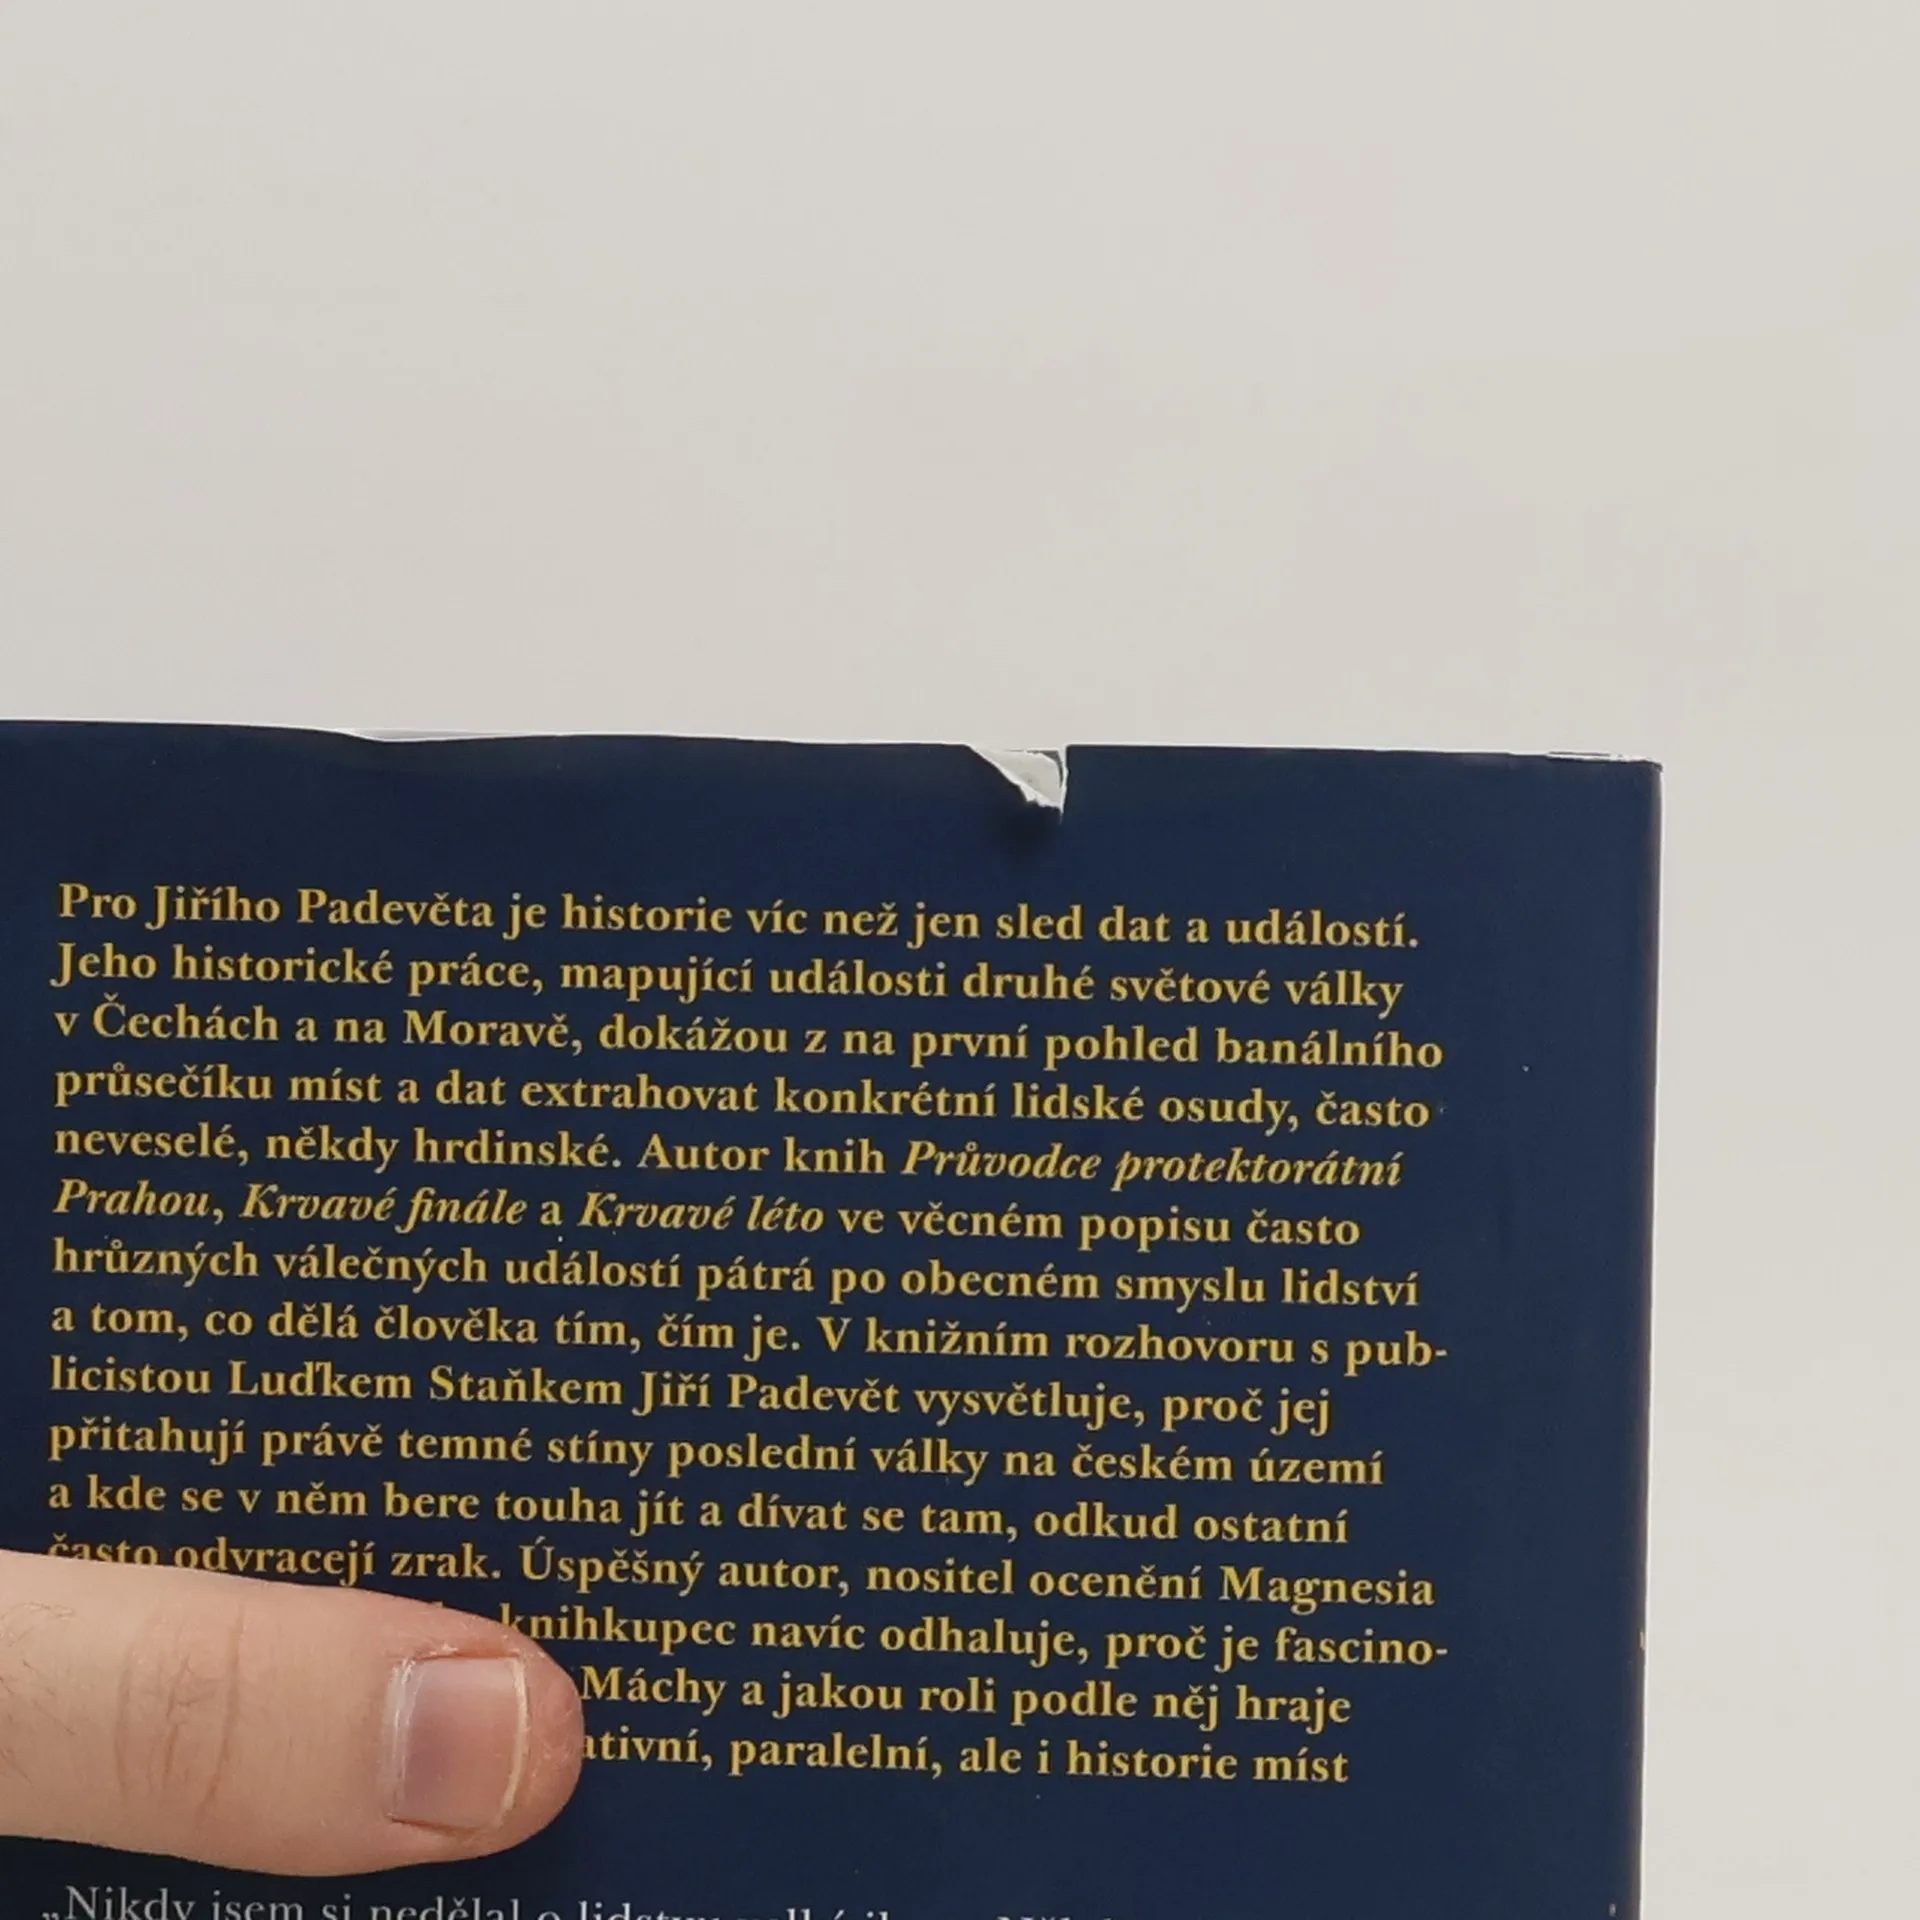 Pro Jiřího Padevěta je historie víc než jen sled dat a událostí.
Jeho historické práce, mapující události druhé světové války
v Čechách a na Moravě, dokážou z na první pohled banálního
průsečíku míst a dat extrahovat konkrétní lidské osudy, často
neveselé, někdy hrdinské. Autor knih Průvodce protektorátní
Prahou, Krvavé finále a Krvavé léto ve věcném popisu často
hrůzných válečných událostí pátrá po obecném smyslu lidství
a tom, co dělá člověka tím, čím je. V knižním rozhovoru s pub-
licistou Luďkem Staňkem Jiří Padevět vysvětluje, proč jej
přitahují právě temné stíny poslední války na českém území
a kde se v něm bere touha jít a dívat se tam, odkud ostatní
často odvracejí zrak. Úspěšný autor, nositel ocenění Magnesia
knihkupec navíc odhaluje, proč je fascino-
Máchy a jakou roli podle něj hraje
ativní, paralelní, ale i historie míst
„Nikdy jsem si nedělal o